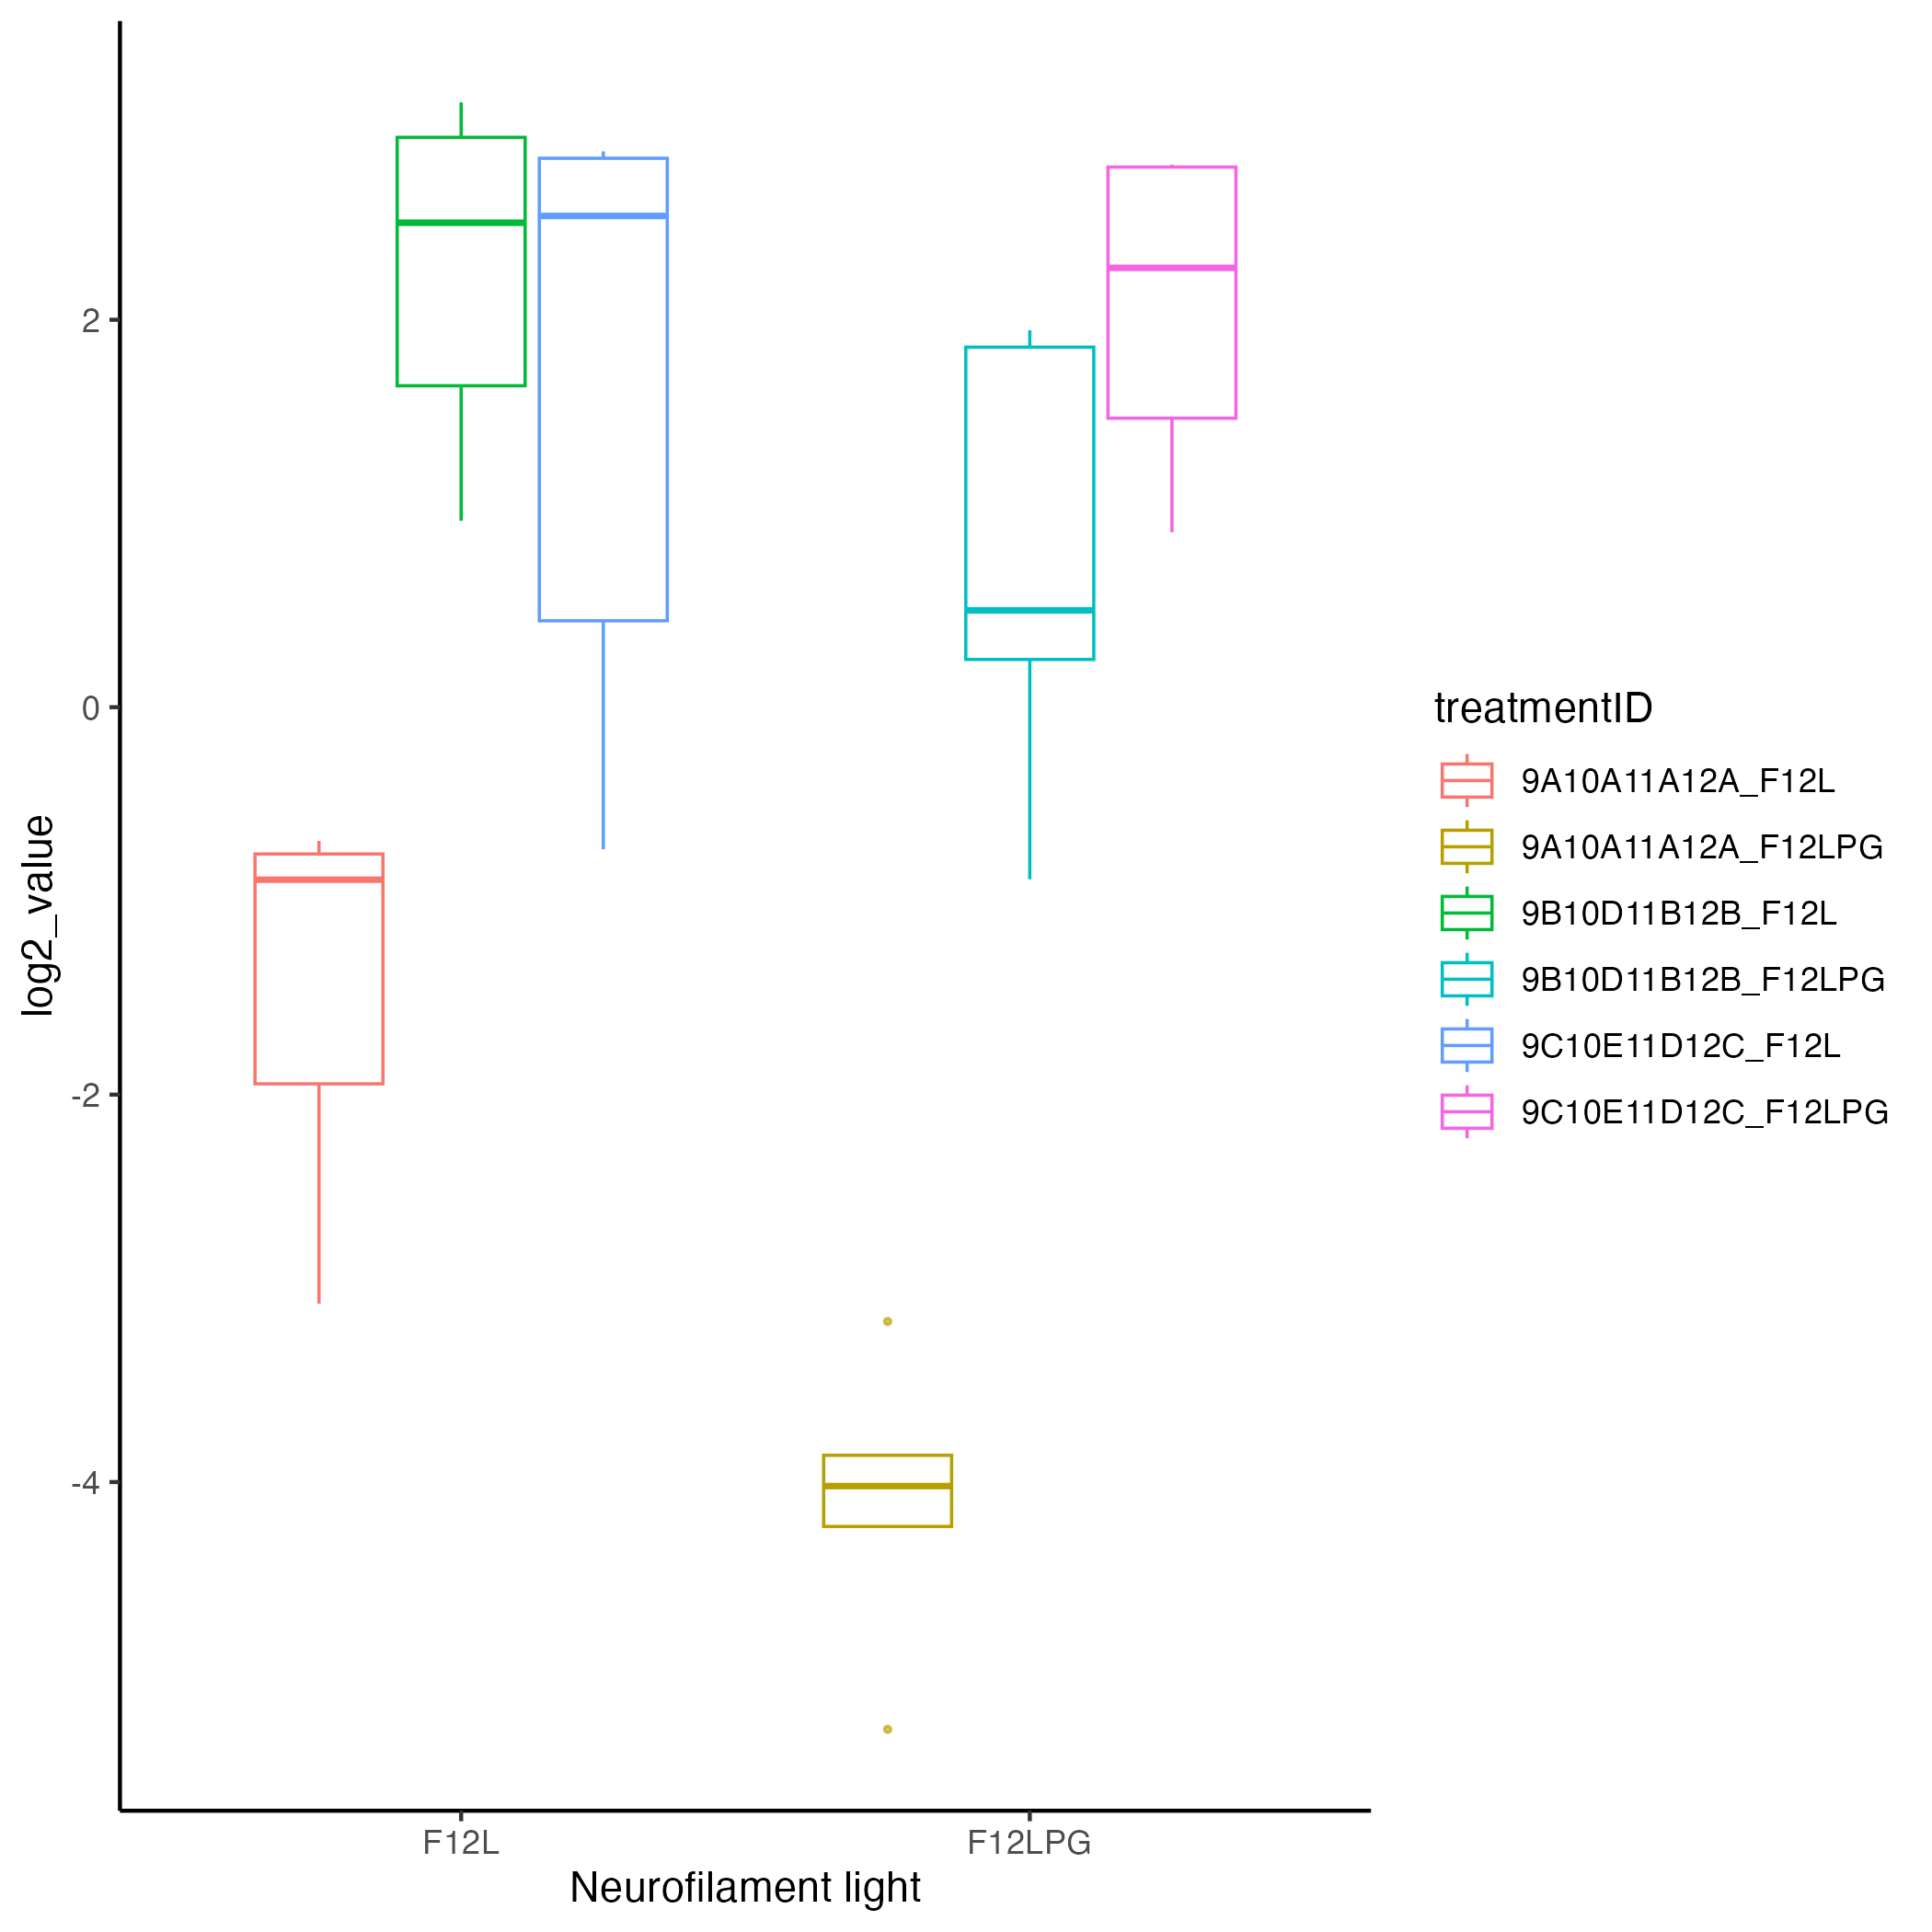 log2_value
2
0
-2
-4
F12L
F12LPG
Neurofilament light
treatmentID
9A10A11A12A_F12L
9A10A11A12A_F12LPG
9B10D11B12B_F12L
9B10D11B12B_F12LPG
9C10E11D12C_F12L
9C10E11D12C_F12LPG